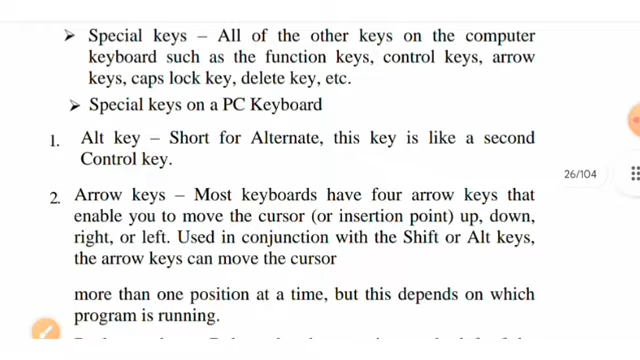 ➤ Special keys – All of the other keys on the computer
keyboard such as the function keys, control keys, arrow
keys, caps lock key, delete key, etc.
➤ Special keys on a PC Keyboard
1. Alt key – Short for Alternate, this key is like a second
Control key.
26/104
2. Arrow keys – Most keyboards have four arrow keys that
enable you to move the cursor (or insertion point) up, down,
right, or left. Used in conjunction with the Shift or Alt keys,
the arrow keys can move the cursor
more than one position at a time, but this depends on which
program is running.